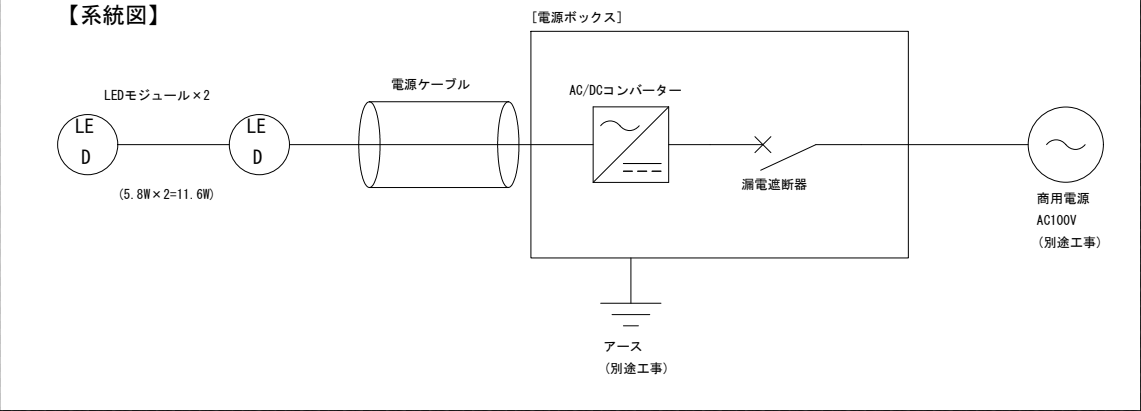 【系統図】
[電源ボックス]
電源ケーブル
AC/DCコンバーター
LEDモジュール×2
LE
D
LE
D
(5.8W×2=11.6W)
漏電遮断器
商用電源
AC100V
(別途工事)
アース
(別途工事)